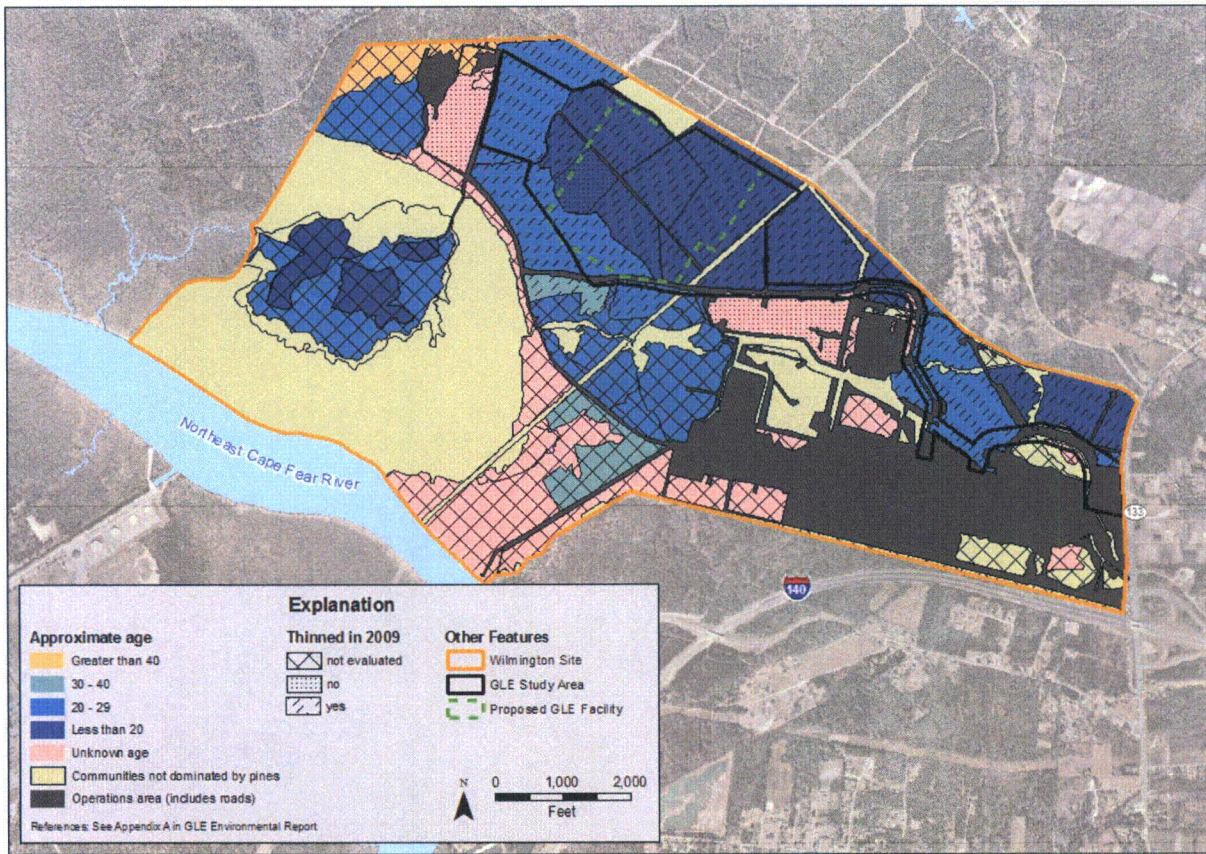 Northeast Cape Fear River
133
140
Explanation
Approximate age
Greater than 40
30 - 40
20 - 29
Less than 20
Unknown age
Communities not dominated by pines
Operations area (includes roads)
Thinned in 2009
not evaluated
no
yes
Other Features
Wilmington Site
GLE Study Area
Proposed GLE Facility
N
0 1,000 2,000
Feet
References: See Appendix A in GLE Environmental Report